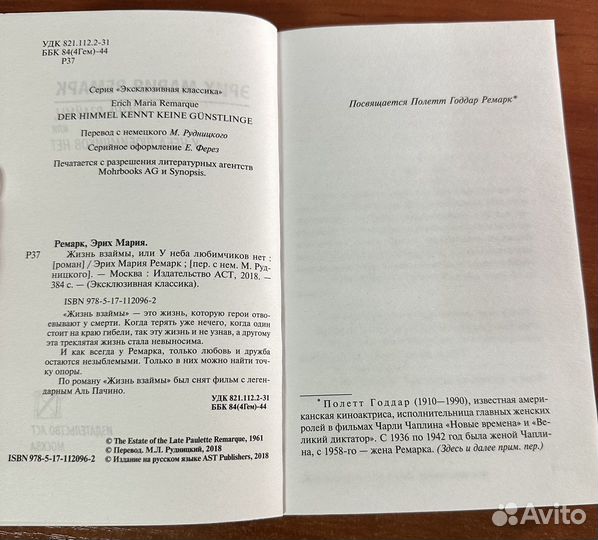 УДК 821.112.2-31
ББК 84(4Гем)-44
Р37
Серия «Эксклюзивная классика»
Erich Maria Remarque
DER HIMMEL KENNT KEINE GÜNSTLINGE
Перевод с немецкого М. Рудницкого
Серийное оформление Е. Ферез
Печатается с разрешения литературных агентств
Mohrbooks AG и Synopsis.
Ремарк, Эрих Мария.
Р37 Жизнь взаймы, или У неба любимчиков нет :
[роман] / Эрих Мария Ремарк ; [пер. с нем. М. Руд-
ницкого]. — Москва : Издательство АСТ, 2018. —
384 с. — (Эксклюзивная классика).
ISBN 978-5-17-112096-2
«Жизнь взаймы» — это жизнь, которую герои отво-
евывают у смерти. Когда терять уже нечего, когда один
стоит на краю гибели, так эту жизнь и не узнав, а другому
эта треклятая жизнь стала невыносима.
И как всегда у Ремарка, только любовь и дружба
остаются незыблемыми. Только в них можно найти точ-
ку опоры.
По роману «Жизнь взаймы» был снят фильм с леген-
дарным Аль Пачино.
УДК 821.112.2-31
ББК 84(4Гем)-44
© The Estate of the Late Paulette Remarque, 1961
© Перевод. М.Л. Рудницкий, 2018
ISBN 978-5-17-112096-2 © Издание на русском языке AST Publishers, 2018
Посвящается Полетт Годдар Ремарк*
* Полетт Годдар (1910—1990), известная амери-
канская киноактриса, исполнительница главных женских
ролей в фильмах Чарли Чаплина «Новые времена» и «Ве-
ликий диктатор». С 1936 по 1942 год была женой Чапли-
на, с 1958-го — жена Ремарка. (Здесь и далее прим. пер.)
Avito